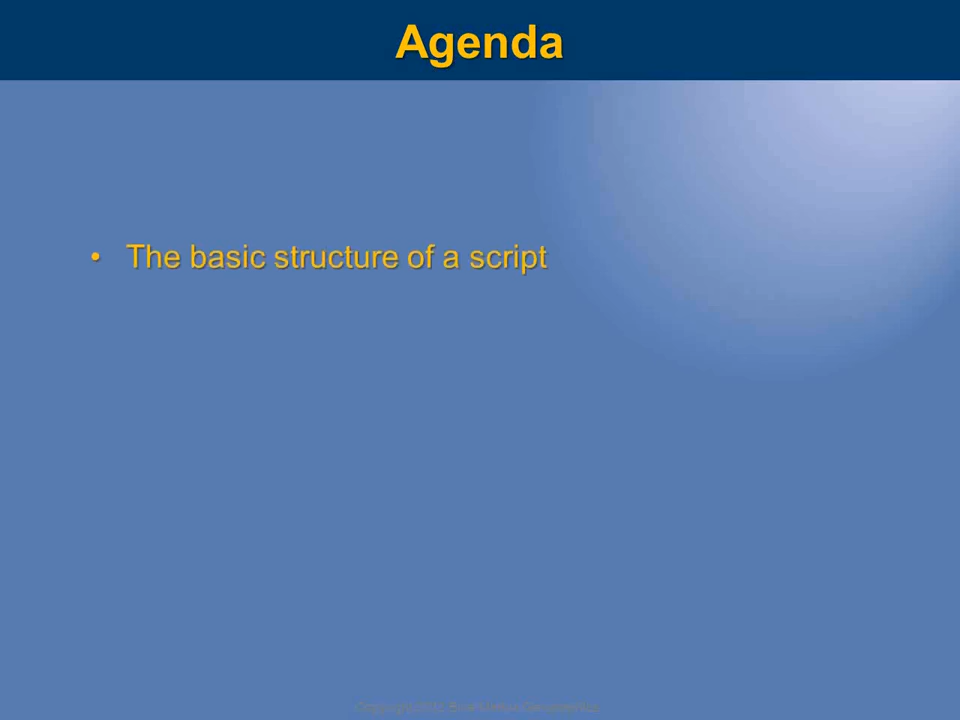 Agenda
• The basic structure of a script